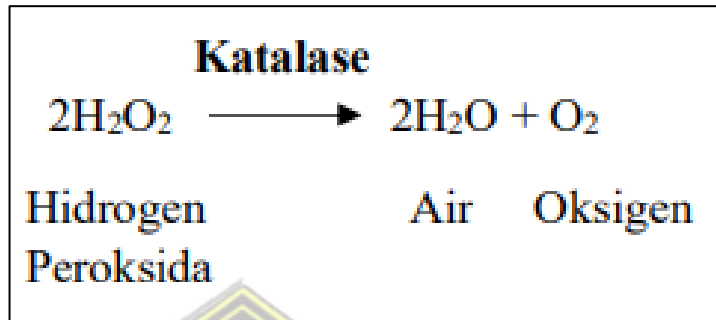 Katalase
2H₂O₂ ⟶ 2H₂O + O₂
Hidrogen Air Oksigen
Peroksida